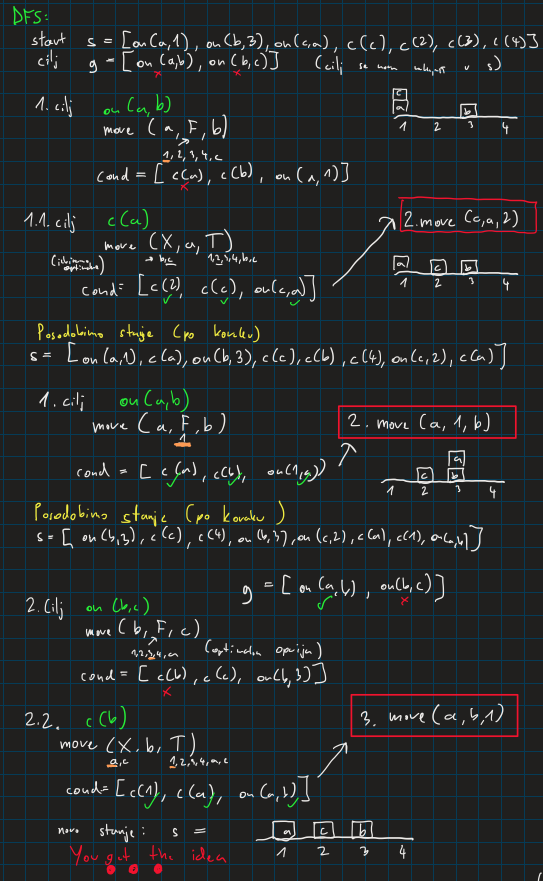 DFS:
start s = [on(a,1), on(b,3), on(c,a), c(c), c(2), c(3), c(4)]
cilj g = [on(a,b), on(b,c)] (cilj se nam v s)
c
a b
1 2 3 4
1. cilj on(a,b)
move (a, F, b)
1,2,3,4,c
cond = [c(a), c(b), on(a,1)]
1.1. cilj c(a)
move (X, a, T)
b,c 1,2,3,4,b,c
cond = [c(2), c(c), on(c,a)]
2. move (c,a,2)
a c b
1 2 3 4
Posodobimo stanje (po koraku)
s = [on(a,1), c(a), on(b,3), c(c), c(b), c(4), on(c,2), c(a)]
1. cilj on(a,b)
move (a, F, b)
1
cond = [c(a), c(b), on(1,a)]
2. move (a, 1, b)
a
c b
1 2 3 4
Posodobimo stanje (po koraku)
s = [on(b,3), c(c), c(4), on(b,3), on(c,2), c(a), c(1), on(a,b)]
g = [on(a,b), on(b,c)]
2. cilj on(b,c)
move (b, F, c)
1,2,3,4,a (optimalna opcija)
cond = [c(b), c(c), on(b,3)]
2.2. c(b)
move (X, b, T)
a,c 1,2,3,4,a,c
cond = [c(1), c(a), on(a,b)]
3. move (a,b,1)
novo stanje: s =
a c b
1 2 3 4
You get the idea